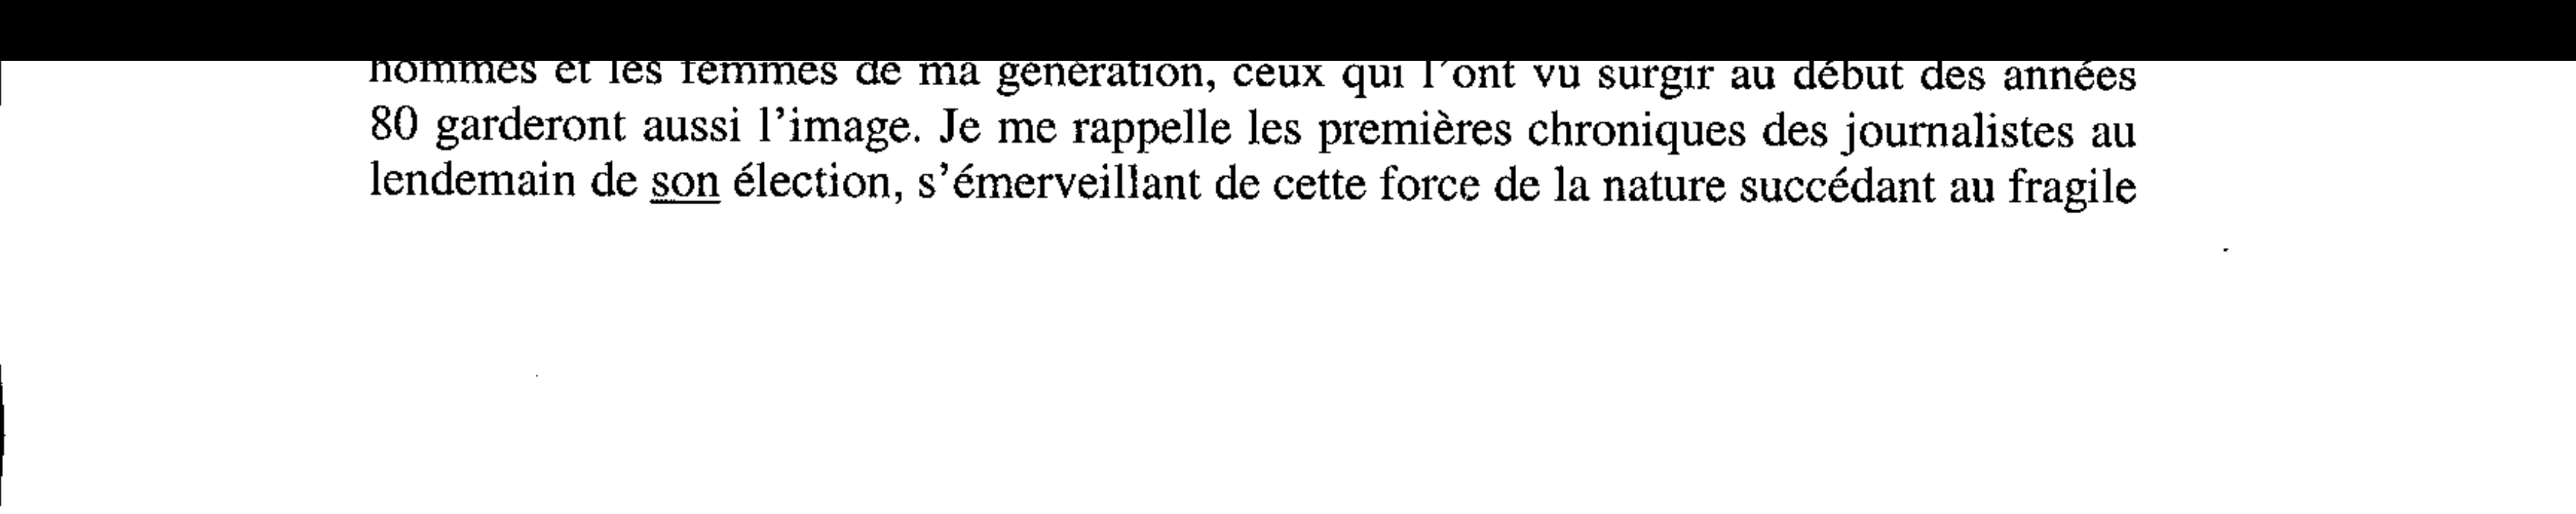 hommes et les femmes de ma génération, ceux qui l'ont vu surgir au début des années
80 garderont aussi l'image. Je me rappelle les premières chroniques des journalistes au
lendemain de son élection, s'émerveillant de cette force de la nature succédant au fragile